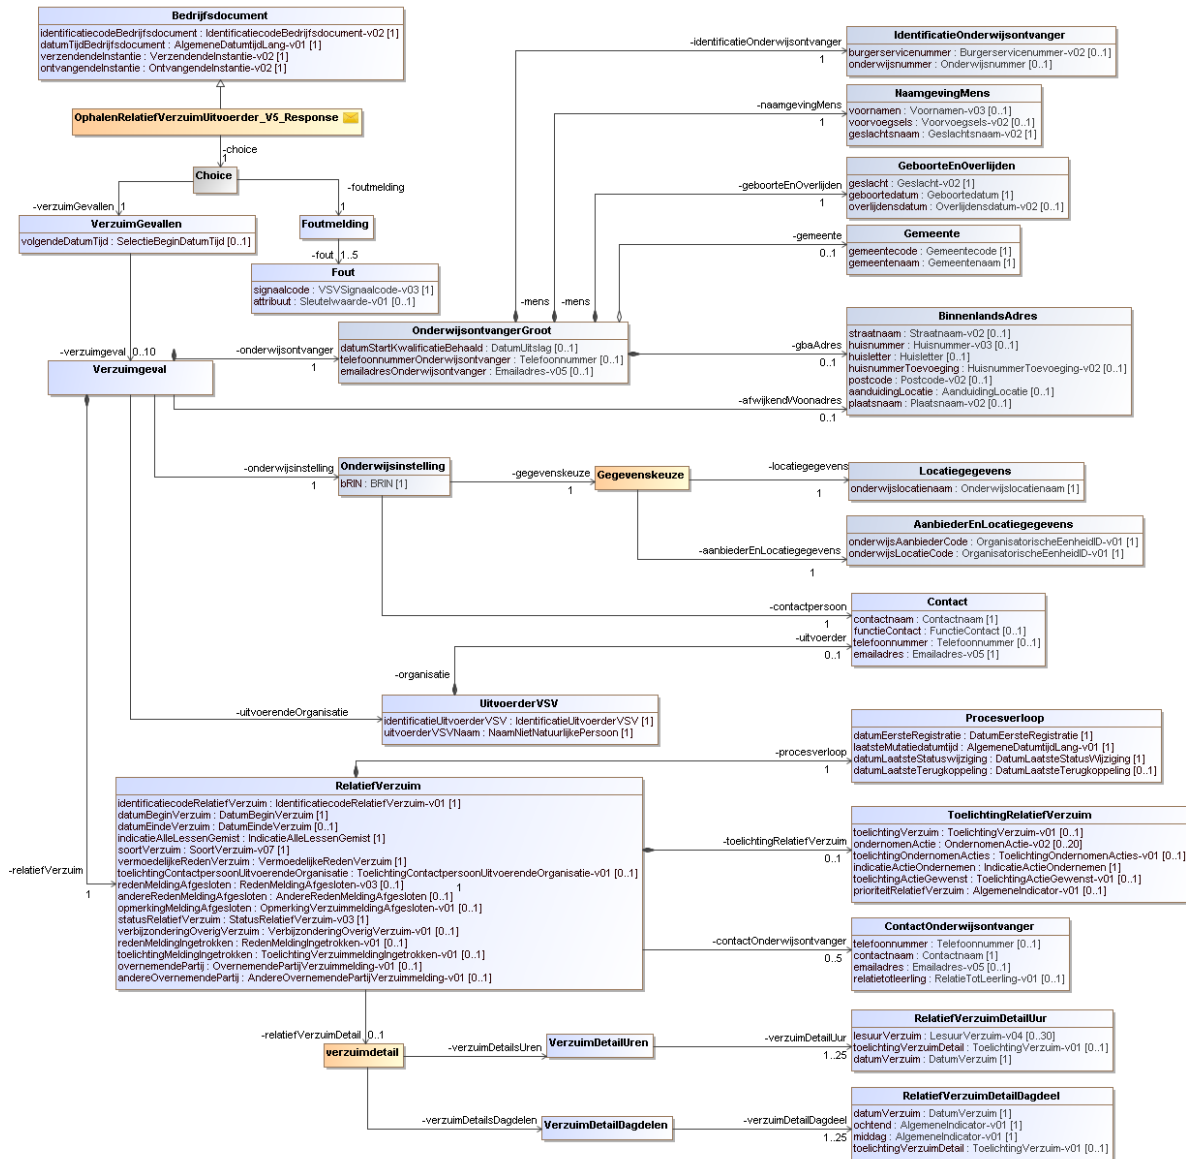 Bedrijfsdocument
identificatiecodeBedrijfsdocument : IdentificatiecodeBedrijfsdocument-v02 [1]
datumTijdBedrijfsdocument : AlgemeneDatumtijdLang-v01 [1]
verzendendeInstantie : VerzendendeInstantie-v02 [1]
ontvangendeInstantie : OntvangendeInstantie-v02 [1]
OphalenRelatiefVerzuimUitvoerder_V5_Response
-choice
1
Choice
-verzuimGevallen
1
-foutmelding
1
VerzuimGevallen
volgendeDatumTijd : SelectieBeginDatumTijd [0..1]
Foutmelding
-fout
1..5
Fout
signaalcode : VSVSignaalcode-v03 [1]
attribuut : Sleutelwaarde-v01 [0..1]
-identificatieOnderwijsontvanger
1
IdentificatieOnderwijsontvanger
burgerservicenummer : Burgerservicenummer-v02 [0..1]
onderwijsnummer : Onderwijsnummer [0..1]
-naamgevingMens
1
NaamgevingMens
voornamen : Voornamen-v03 [0..1]
voorvoegsels : Voorvoegsels-v02 [0..1]
geslachtsnaam : Geslachtsnaam-v02 [1]
-geboorteEnOverlijden
1
GeboorteEnOverlijden
geslacht : Geslacht-v02 [1]
geboortedatum : Geboortedatum [1]
overlijdensdatum : Overlijdensdatum-v02 [0..1]
-gemeente
0..1
Gemeente
gemeentecode : Gemeentecode [1]
gemeentenaam : Gemeentenaam [1]
-mens
-mens
OnderwijsontvangerGroot
datumStartKwalificatieBehaald : DatumUitslag [0..1]
telefoonnummerOnderwijsontvanger : Telefoonnummer [0..1]
emailadresOnderwijsontvanger : Emailadres-v05 [0..1]
-gbaAdres
0..1
BinnenlandsAdres
straatnaam : Straatnaam-v02 [0..1]
huisnummer : Huisnummer-v03 [0..1]
huisletter : Huisletter [0..1]
huisnummerToevoeging : HuisnummerToevoeging-v02 [0..1]
postcode : Postcode-v02 [0..1]
aanduidingLocatie : AanduidingLocatie [0..1]
plaatsnaam : Plaatsnaam-v02 [0..1]
-verzuimgeval
0..10
-onderwijsontvanger
1
Verzuimgeval
-afwijkendWoonadres
0..1
-onderwijsinstelling
1
Onderwijsinstelling
bRIN : BRIN [1]
-gegevenskeuze
1
Gegevenskeuze
-locatiegegevens
1
Locatiegegevens
onderwijslocatienaam : Onderwijslocatienaam [1]
-aanbiederEnLocatiegegevens
1
AanbiederEnLocatiegegevens
onderwijsAanbiederCode : OrganisatorischeEenheidID-v01 [1]
onderwijsLocatieCode : OrganisatorischeEenheidID-v01 [1]
-contactpersoon
1
-uitvoerder
0..1
Contact
contactnaam : Contactnaam [1]
functieContact : FunctieContact [0..1]
telefoonnummer : Telefoonnummer [0..1]
emailadres : Emailadres-v05 [1]
-organisatie
-uitvoerendeOrganisatie
UitvoerderVSV
identificatieUitvoerderVSV : IdentificatieUitvoerderVSV [1]
uitvoerderVSVNaam : NaamNietNatuurlijkePersoon [1]
-procesverloop
1
Procesverloop
datumEersteRegistratie : DatumEersteRegistratie [1]
laatsteMutatiedatumtijd : AlgemeneDatumtijdLang-v01 [1]
datumLaatsteStatuswijziging : DatumLaatsteStatusWijziging [1]
datumLaatsteTerugkoppeling : DatumLaatsteTerugkoppeling [0..1]
-relatiefVerzuim
1
RelatiefVerzuim
identificatiecodeRelatiefVerzuim : IdentificatiecodeRelatiefVerzuim-v01 [1]
datumBeginVerzuim : DatumBeginVerzuim [1]
datumEindeVerzuim : DatumEindeVerzuim [0..1]
indicatieAlleLessenGemist : IndicatieAlleLessenGemist [1]
soortVerzuim : SoortVerzuim-v07 [1]
vermoedelijkeRedenVerzuim : VermoedelijkeRedenVerzuim [1]
toelichtingContactpersoonUitvoerendeOrganisatie : ToelichtingContactpersoonUitvoerendeOrganisatie-v01 [0..1]
redenMeldingAfgesloten : RedenMeldingAfgesloten-v03 [0..1]
1
andereRedenMeldingAfgesloten : AndereRedenMeldingAfgesloten [0..1]
opmerkingMeldingAfgesloten : OpmerkingVerzuimmeldingAfgesloten-v01 [0..1]
statusRelatiefVerzuim : StatusRelatiefVerzuim-v03 [1]
verbijzonderingOverigVerzuim : VerbijzonderingOverigVerzuim-v01 [0..1]
redenMeldingIngetrokken : RedenMeldingIngetrokken-v01 [0..1]
toelichtingMeldingIngetrokken : ToelichtingVerzuimmeldingIngetrokken-v01 [0..1]
overnemendePartij : OvernemendePartijVerzuimmelding-v01 [0..1]
andereOvernemendePartij : AndereOvernemendePartijVerzuimmelding-v01 [0..1]
-toelichtingRelatiefVerzuim
0..1
ToelichtingRelatiefVerzuim
toelichtingVerzuim : ToelichtingVerzuim-v01 [0..1]
ondernomenActie : OndernomenActie-v02 [0..20]
toelichtingOndernomenActies : ToelichtingOndernomenActies-v01 [0..1]
indicatieActieOndernemen : IndicatieActieOndernemen [1]
toelichtingActieGewenst : ToelichtingActieGewenst-v01 [0..1]
prioriteitRelatiefVerzuim : AlgemeneIndicator-v01 [0..1]
-contactOnderwijsontvanger
0..5
ContactOnderwijsontvanger
telefoonnummer : Telefoonnummer [0..1]
contactnaam : Contactnaam [1]
emailadres : Emailadres-v05 [0..1]
relatietotleerling : RelatieTotLeerling-v01 [0..1]
-relatiefVerzuimDetail
0..1
verzuimdetail
-verzuimDetailsUren
VerzuimDetailUren
-verzuimDetailUur
1..25
RelatiefVerzuimDetailUur
lesuurVerzuim : LesuurVerzuim-v04 [0..30]
toelichtingVerzuimDetail : ToelichtingVerzuim-v01 [0..1]
datumVerzuim : DatumVerzuim [1]
-verzuimDetailsDagdelen
VerzuimDetailDagdelen
-verzuimDetailDagdeel
1..25
RelatiefVerzuimDetailDagdeel
datumVerzuim : DatumVerzuim [1]
ochtend : AlgemeneIndicator-v01 [1]
middag : AlgemeneIndicator-v01 [1]
toelichtingVerzuimDetail : ToelichtingVerzuim-v01 [0..1]